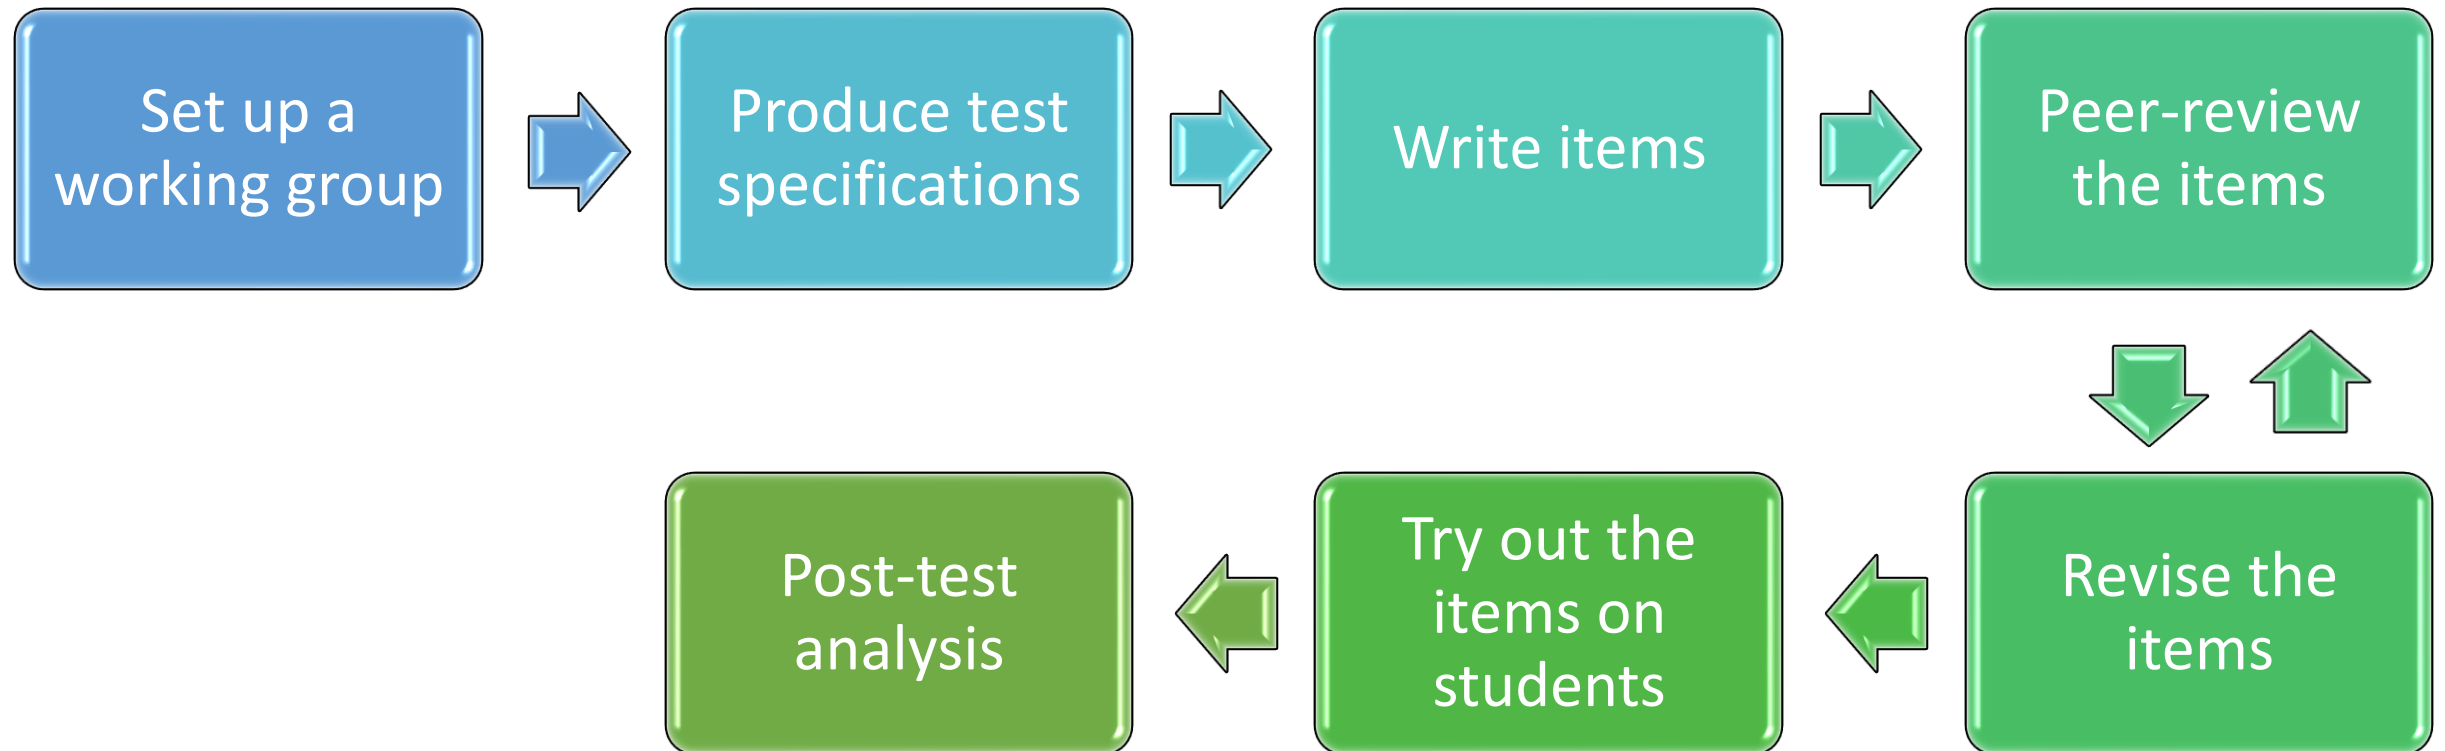 Set up a
working group
Produce test
specifications
Write items
Peer-review
the items
Revise the
items
Try out the
items on
students
Post-test
analysis